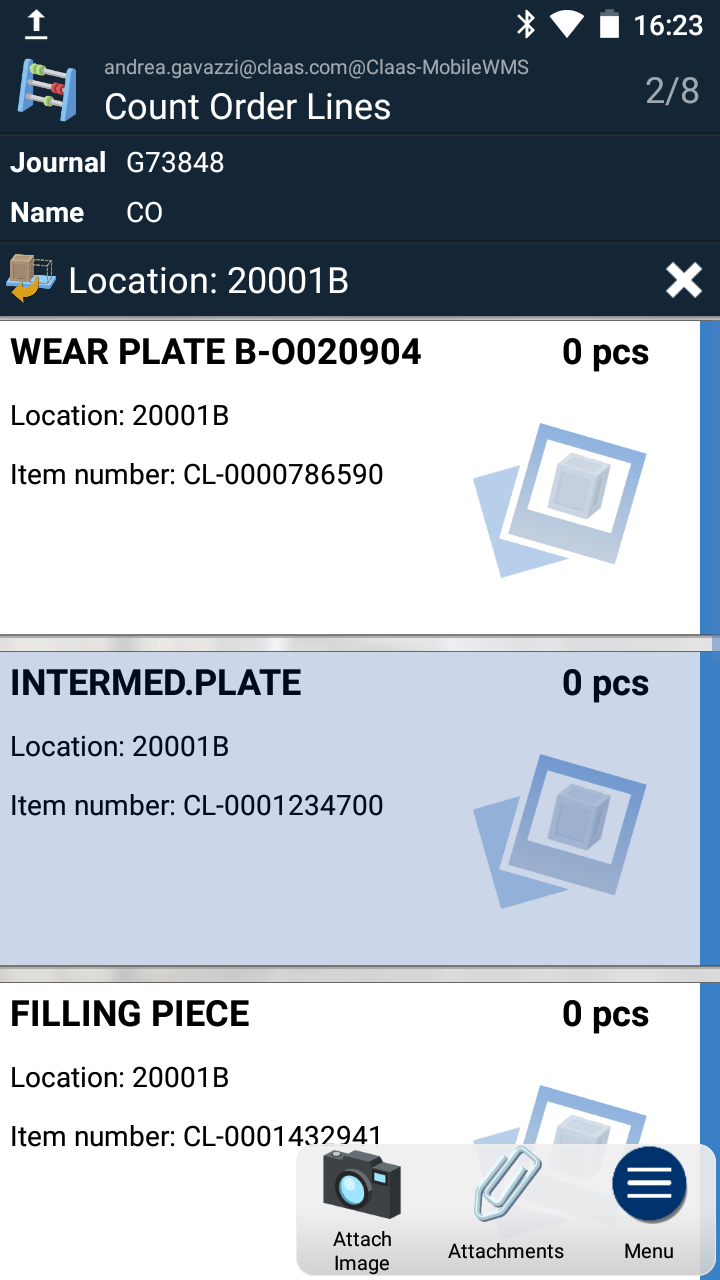 16:23
andrea.gavazzi@claas.com@Claas-MobileWMS
Count Order Lines
2/8
Journal G73848
Name CO
Location: 20001B
WEAR PLATE B-O020904 0 pcs
Location: 20001B
Item number: CL-0000786590
INTERMED.PLATE 0 pcs
Location: 20001B
Item number: CL-0001234700
FILLING PIECE 0 pcs
Location: 20001B
Item number: CL-0001432941
Attach
Image
Attachments
Menu